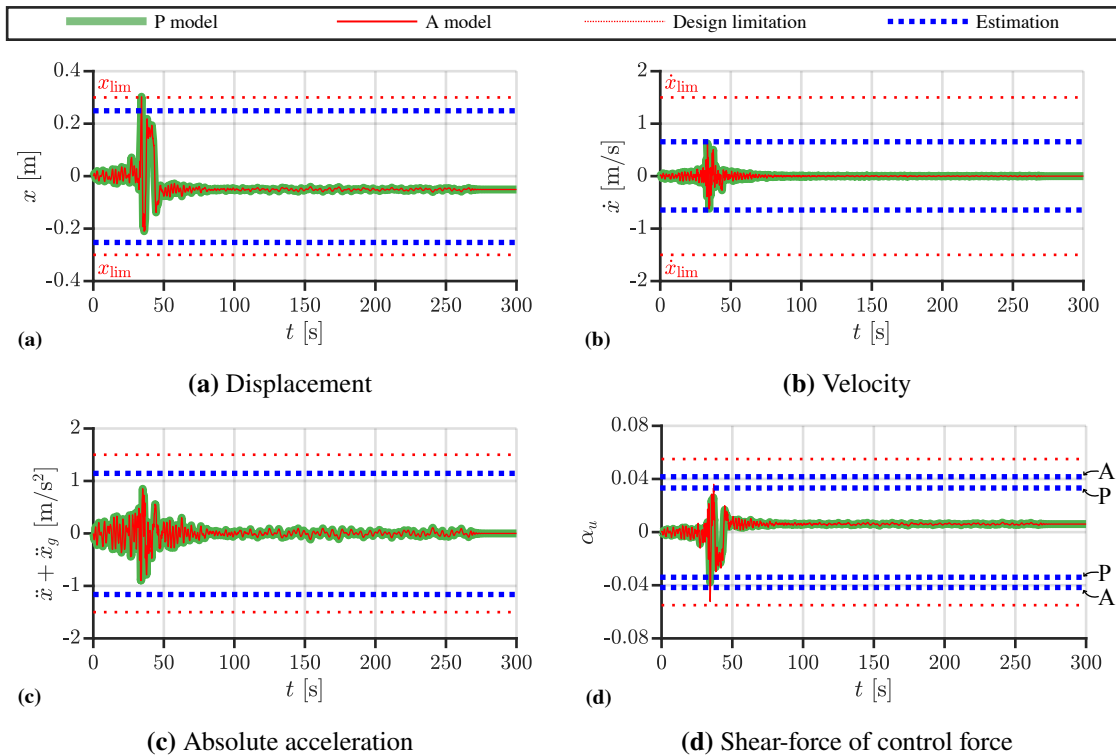 P model A model Design limitation Estimation
0.4
0.2
0
-0.2
-0.4
x [m]
x_lim
x_lim
0 50 100 150 200 250 300
t [s]
(a)
(a) Displacement
2
1
0
-1
-2
ẋ [m/s]
ẋ_lim
ẋ_lim
0 50 100 150 200 250 300
t [s]
(b)
(b) Velocity
2
1
0
-1
-2
ẍ + ẍ_g [m/s²]
0 50 100 150 200 250 300
t [s]
(c)
(c) Absolute acceleration
0.08
0.04
0
-0.04
-0.08
α_u
A
P
P
A
0 50 100 150 200 250 300
t [s]
(d)
(d) Shear-force of control force